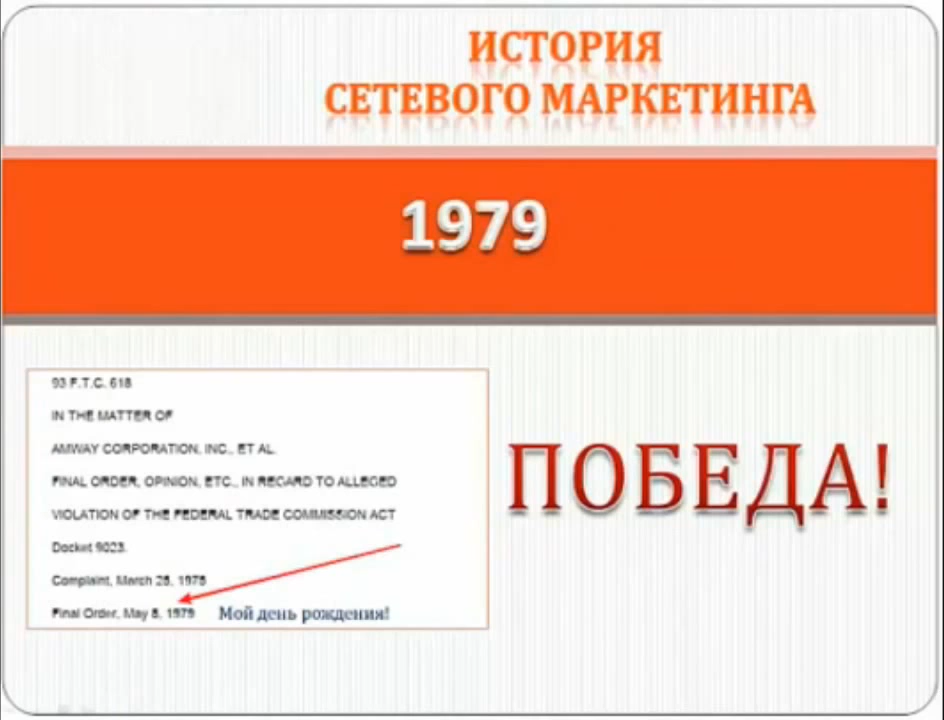 ИСТОРИЯ
СЕТЕВОГО МАРКЕТИНГА
1979
93 F.T.C. 618
IN THE MATTER OF
AMWAY CORPORATION, INC., ET AL.
FINAL ORDER, OPINION, ETC., IN REGARD TO ALLEGED
VIOLATION OF THE FEDERAL TRADE COMMISSION ACT
Docket 9023.
Complaint, March 25, 1975
Final Order, May 8, 1979 Мой день рождения!
ПОБЕДА!